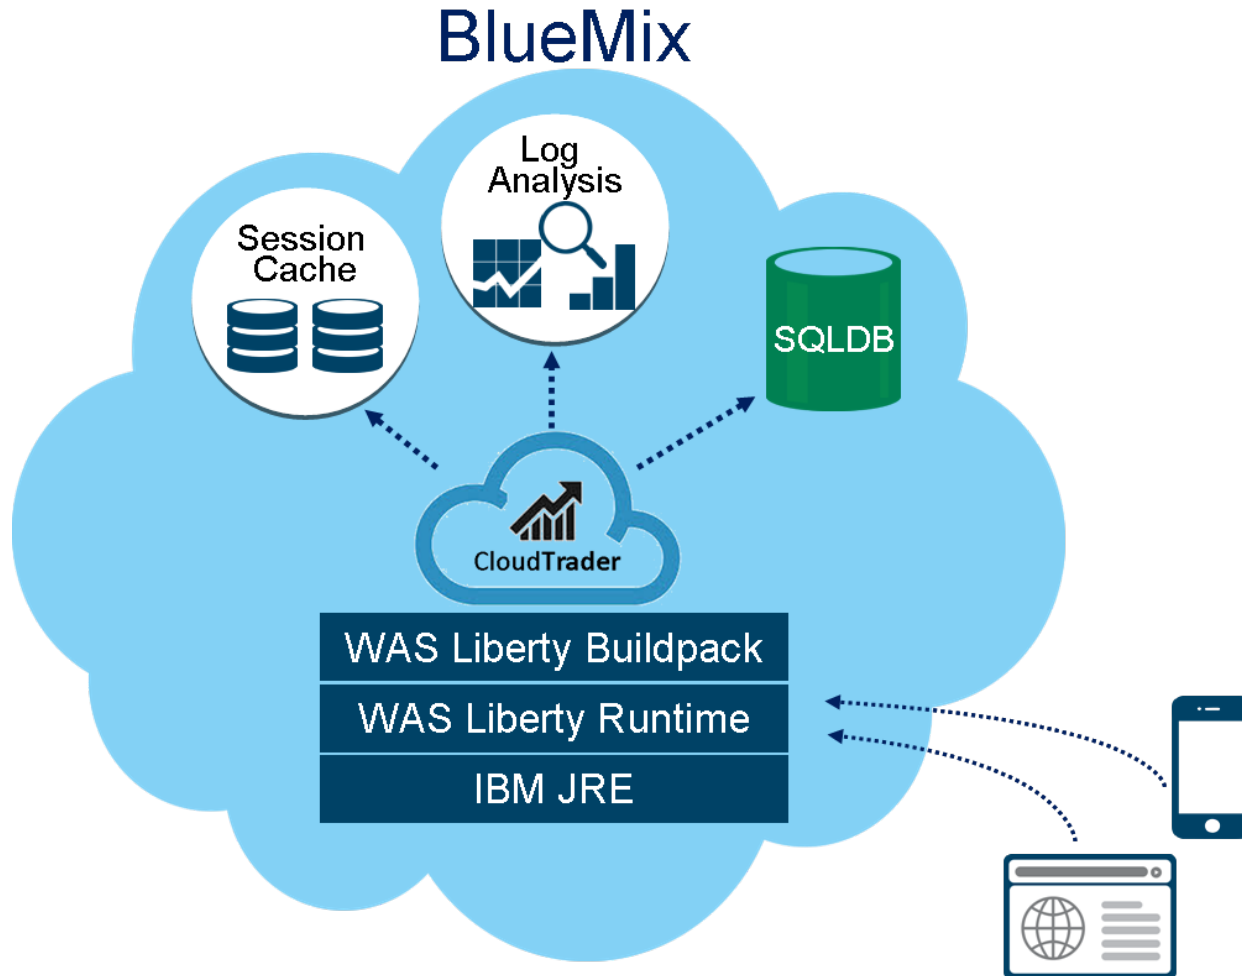 BlueMix
Log
Analysis
Session
Cache
SQLDB
CloudTrader
WAS Liberty Buildpack
WAS Liberty Runtime
IBM JRE